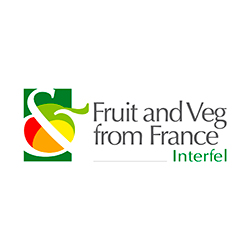 &
Fruit and Veg
from France
Interfel